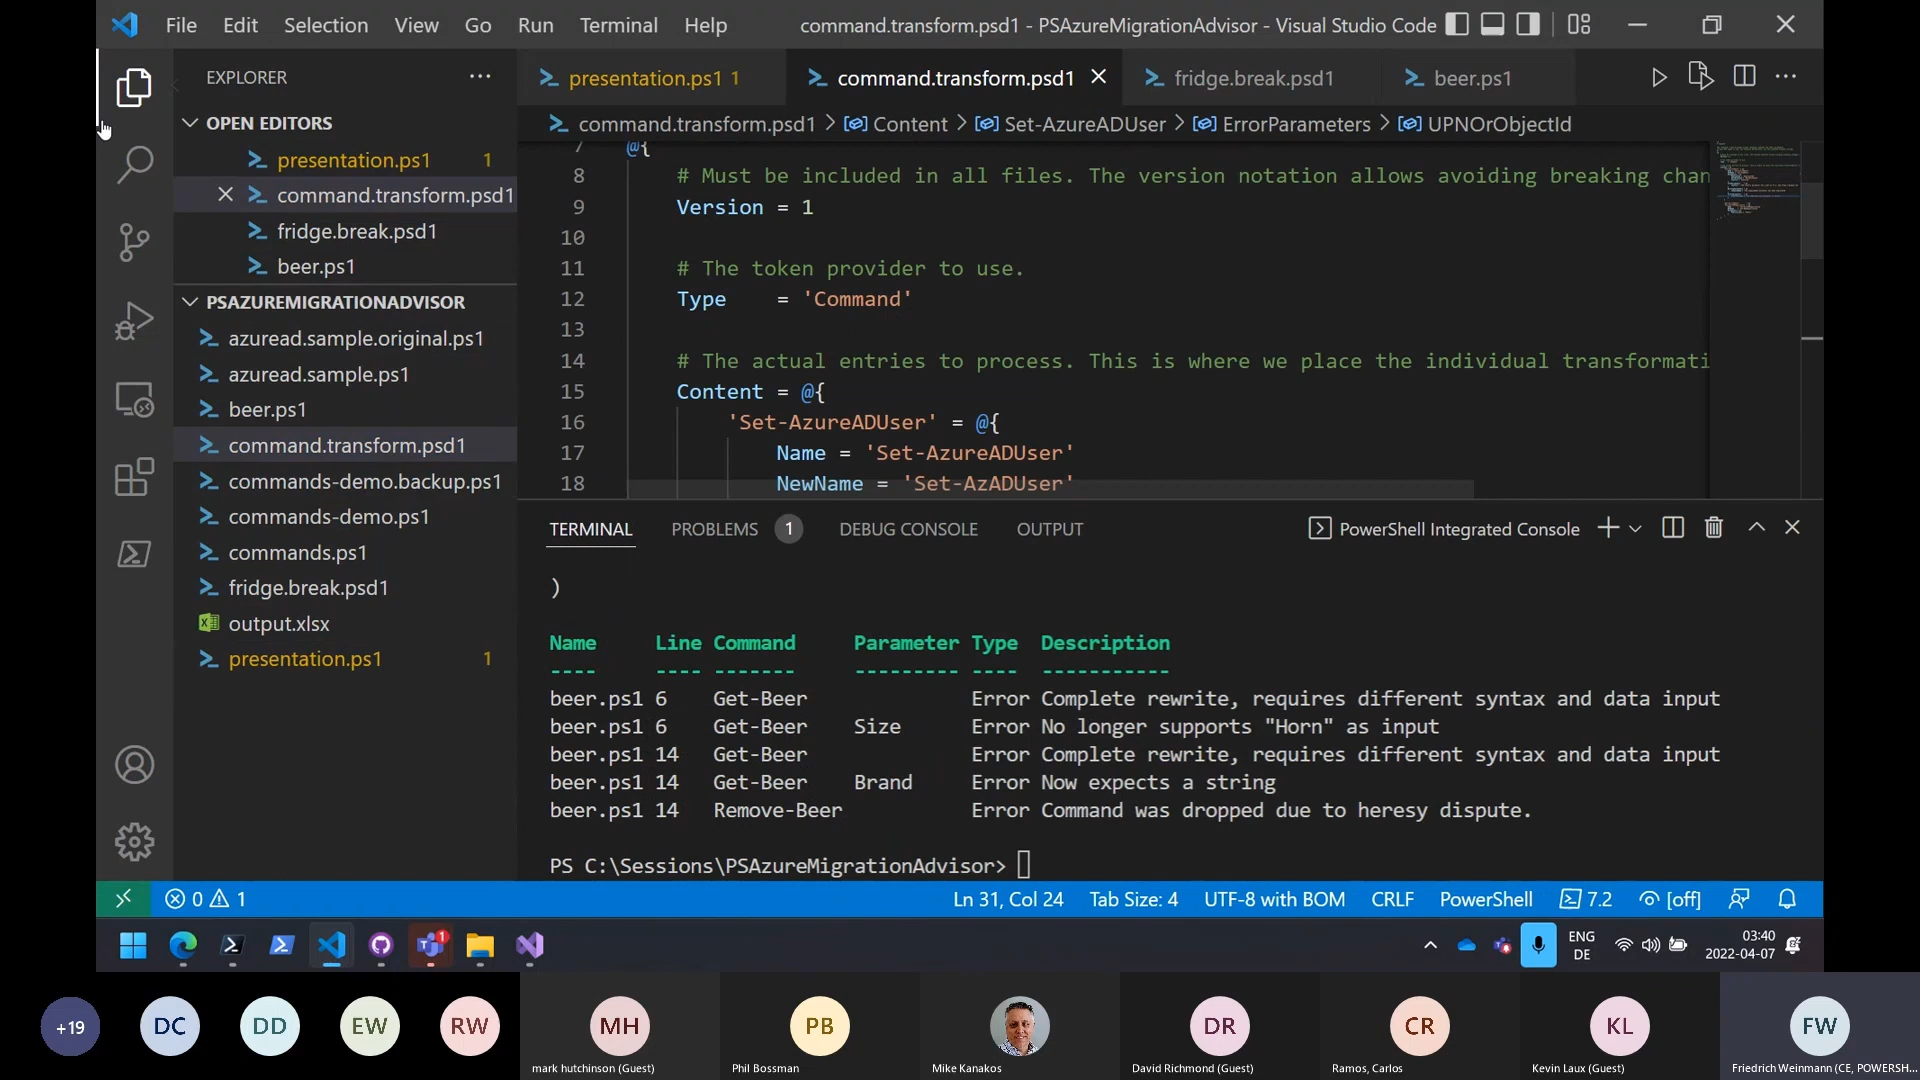 File Edit Selection View Go Run Terminal Help command.transform.psd1 - PSAzureMigrationAdvisor - Visual Studio Code
EXPLORER ···
OPEN EDITORS
presentation.ps1 1
command.transform.psd1
fridge.break.psd1
beer.ps1
PSAZUREMIGRATIONADVISOR
azuread.sample.original.ps1
azuread.sample.ps1
beer.ps1
command.transform.psd1
commands-demo.backup.ps1
commands-demo.ps1
commands.ps1
fridge.break.psd1
output.xlsx
presentation.ps1 1
presentation.ps1 1 command.transform.psd1 fridge.break.psd1 beer.ps1
command.transform.psd1 > Content > Set-AzureADUser > ErrorParameters > UPNOrObjectId
7 @{
8 # Must be included in all files. The version notation allows avoiding breaking chan
9 Version = 1
10
11 # The token provider to use.
12 Type = 'Command'
13
14 # The actual entries to process. This is where we place the individual transformati
15 Content = @{
16 'Set-AzureADUser' = @{
17 Name = 'Set-AzureADUser'
18 NewName = 'Set-AzADUser'
TERMINAL PROBLEMS 1 DEBUG CONSOLE OUTPUT PowerShell Integrated Console
)
Name Line Command Parameter Type Description
---- ---- ------- --------- ---- -----------
beer.ps1 6 Get-Beer Error Complete rewrite, requires different syntax and data input
beer.ps1 6 Get-Beer Size Error No longer supports "Horn" as input
beer.ps1 14 Get-Beer Error Complete rewrite, requires different syntax and data input
beer.ps1 14 Get-Beer Brand Error Now expects a string
beer.ps1 14 Remove-Beer Error Command was dropped due to heresy dispute.
PS C:\Sessions\PSAzureMigrationAdvisor>
0 1 Ln 31, Col 24 Tab Size: 4 UTF-8 with BOM CRLF PowerShell 7.2 [off]
1 ENG DE 03:40 2022-04-07
+19 DC DD EW RW MH PB DR CR KL FW
mark hutchinson (Guest) Phil Bossman Mike Kanakos David Richmond (Guest) Ramos, Carlos Kevin Laux (Guest) Friedrich Weinmann (CE, POWERSH...